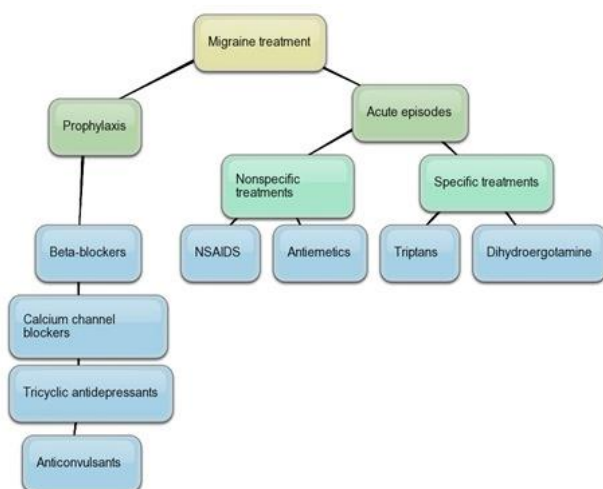 Migraine treatment
Prophylaxis
Acute episodes
Nonspecific
treatments
Specific treatments
Beta-blockers
NSAIDS
Antiemetics
Triptans
Dihydroergotamine
Calcium channel
blockers
Tricyclic antidepressants
Anticonvulsants